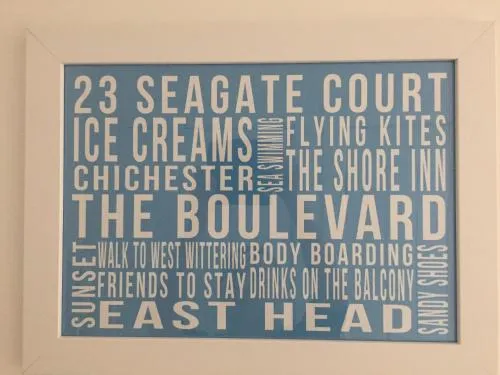 23 SEAGATE COURT
ICE CREAMS
SEA SWIMMING
FLYING KITES
CHICHESTER
THE SHORE INN
THE BOULEVARD
SUNSET
WALK TO WEST WITTERING
BODY BOARDING
SANDY SHOES
FRIENDS TO STAY
DRINKS ON THE BALCONY
EAST HEAD